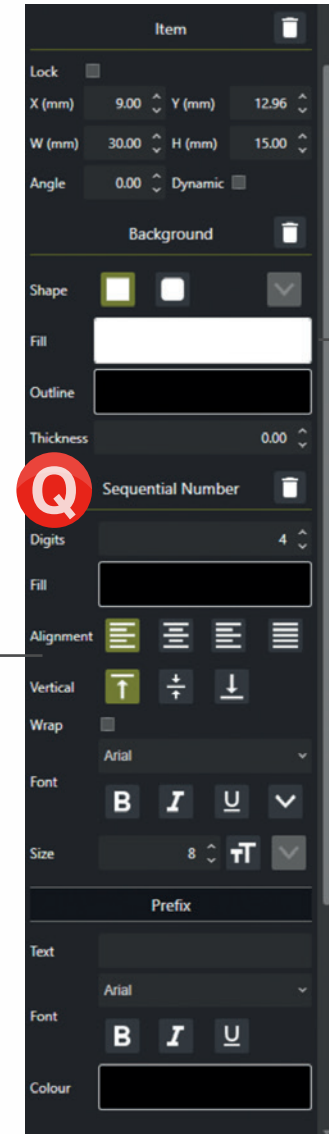 Item
Lock
X (mm) 9.00 Y (mm) 12.96
W (mm) 30.00 H (mm) 15.00
Angle 0.00 Dynamic
Background
Shape
Fill
Outline
Thickness 0.00
Q Sequential Number
Digits 4
Fill
Alignment
Vertical
Wrap
Arial
Font
B I U
Size 8 TT
Prefix
Text
Arial
Font
B I U
Colour